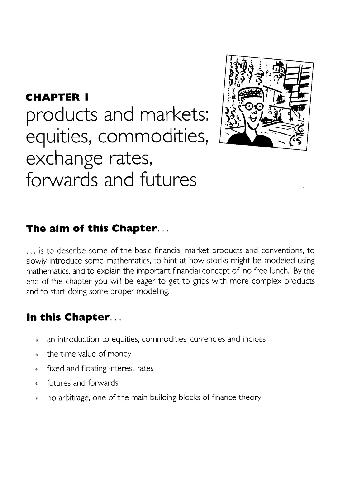 CHAPTER 1
products and markets:
equities, commodities,
exchange rates,
forwards and futures
The aim of this Chapter...
... is to describe some of the basic financial market products and conventions, to
slowly introduce some mathematics, to hint at how stocks might be modeled using
mathematics, and to explain the important financial concept of 'no free lunch'. By the
end of the chapter you will be eager to get to grips with more complex products
and to start doing some proper modeling.
In this Chapter...
• an introduction to equities, commodities, currencies and indices
• the time value of money
• fixed and floating interest rates
• futures and forwards
• no arbitrage, one of the main building blocks of finance theory